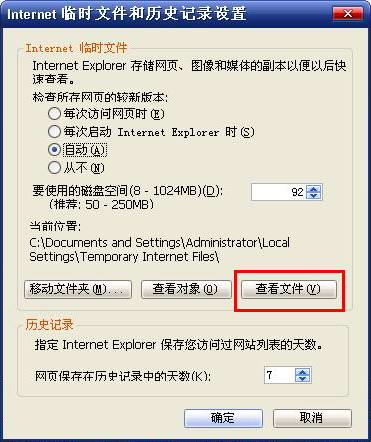 Internet 临时文件和历史记录设置
Internet 临时文件
Internet Explorer 存储网页、图像和媒体的副本以便以后快
速查看。
检查所存网页的较新版本:
每次访问网页时(E)
每次启动 Internet Explorer 时(S)
自动(A)
从不(N)
要使用的磁盘空间(8 - 1024MB)(D): 92
(推荐: 50 - 250MB)
当前位置:
C:\Documents and Settings\Administrator\Local
Settings\Temporary Internet Files\
移动文件夹(M)... 查看对象(O) 查看文件(V)
历史记录
指定 Internet Explorer 保存您访问过网站列表的天数。
网页保存在历史记录中的天数(K): 7
确定 取消